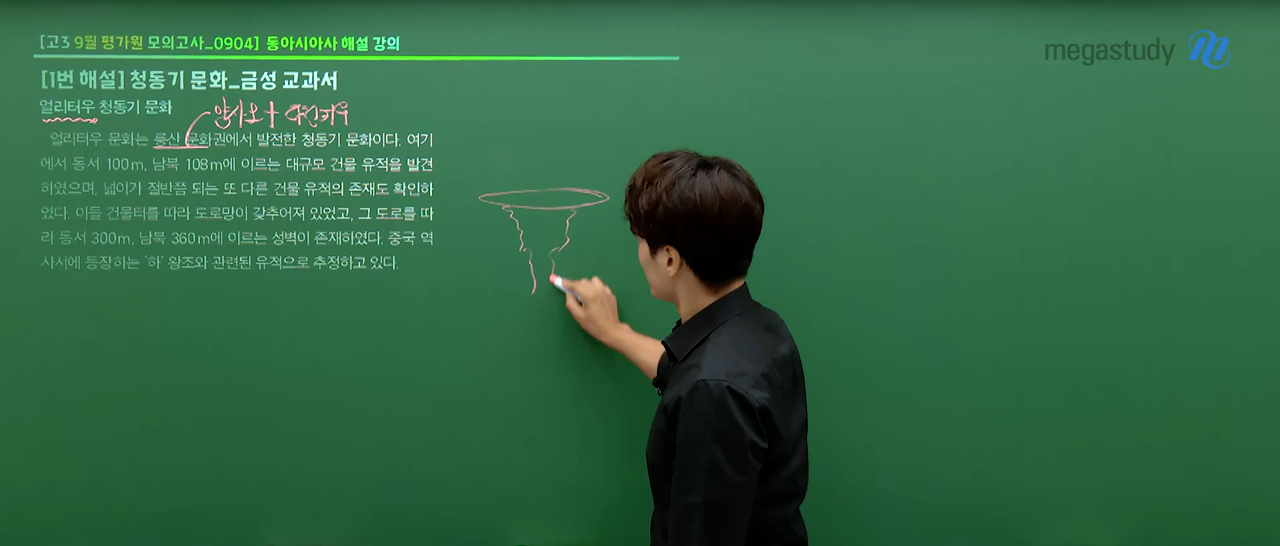 [고3 9월 평가원 모의고사_0904] 동아시아사 해설 강의
megastudy
[1번 해설] 청동기 문화_금성 교과서
얼리터우 청동기 문화
얼리터우 문화는 룽산 문화권에서 발전한 청동기 문화이다. 여기
에서 동서 100m, 남북 108m에 이르는 대규모 건물 유적을 발견
하였으며, 넓이가 절반쯤 되는 또 다른 건물 유적의 존재도 확인하
였다. 이들 건물터를 따라 도로망이 갖추어져 있었고, 그 도로를 따
라 동서 300m, 남북 360m에 이르는 성벽이 존재하였다. 중국 역
사서에 등장하는 '하' 왕조와 관련된 유적으로 추정하고 있다.